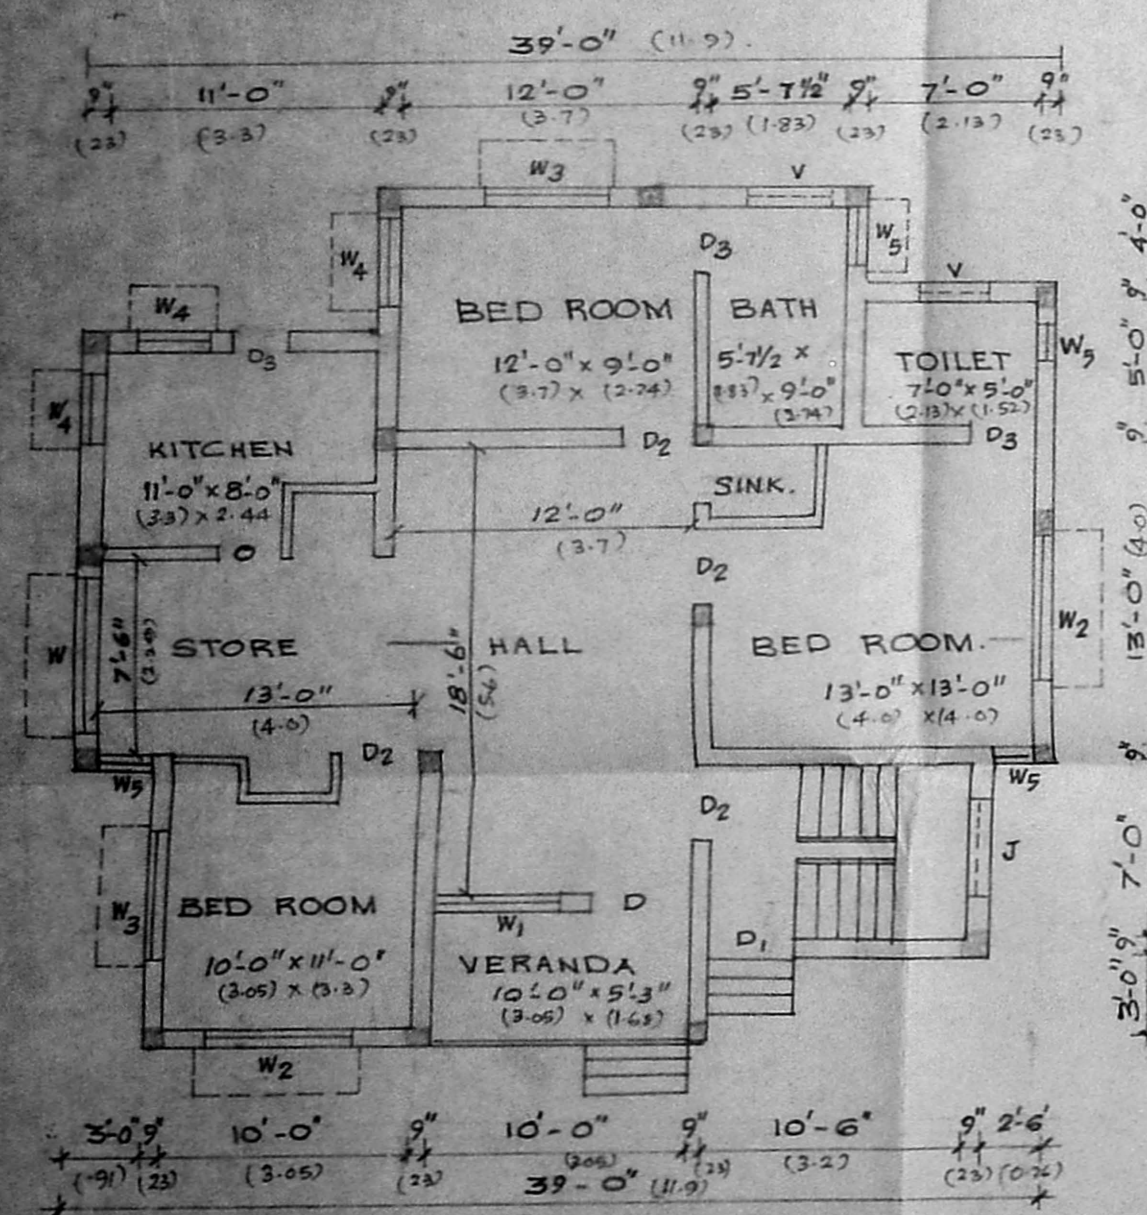 39'-0" (11.9).
9" 11'-0" 9" 12'-0" 9" 5'-7½" 9" 7'-0" 9"
(23) (3.3) (23) (3.7) (23) (1.83) (23) (2.13) (23)
W3
V
W4
D3
W5
V
W4
D3
BED ROOM
12'-0" x 9'-0"
(3.7) x (2.74)
BATH
5'-7½ x
x 9'-0"
(2.74)
TOILET
7'-0" x 5'-0"
(2.13) x (1.52)
W5
W4
KITCHEN
11'-0" x 8'-0"
(3.3) x 2.44
D2
D3
SINK.
12'-0"
(3.7)
O
D2
W
7'-6"
STORE
13'-0"
(4.0)
HALL
18'-6"
(5.6)
BED ROOM.
13'-0" x 13'-0"
(4.0) x (4.0)
W2
D2
W5
D2
W5
J
W3
BED ROOM
10'-0" x 11'-0"
(3.05) x (3.3)
W1
D
D1
VERANDA
10'-0" x 5'-3"
(3.05) x (1.68)
W2
4'-0"
9"
5'-0"
9"
13'-0" (4.0)
9"
7'-0"
9"
3'-0"
3'-0" 9" 10'-0" 9" 10'-0" 9" 10'-6" 9" 2'-6"
(.91) (23) (3.05) (23) (3.05) (23) (3.2) (23)
39-0" (11.9)